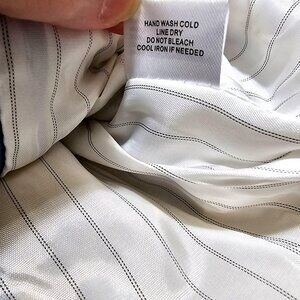 HAND WASH COLD
LINE DRY
DO NOT BLEACH
COOL IRON IF NEEDED